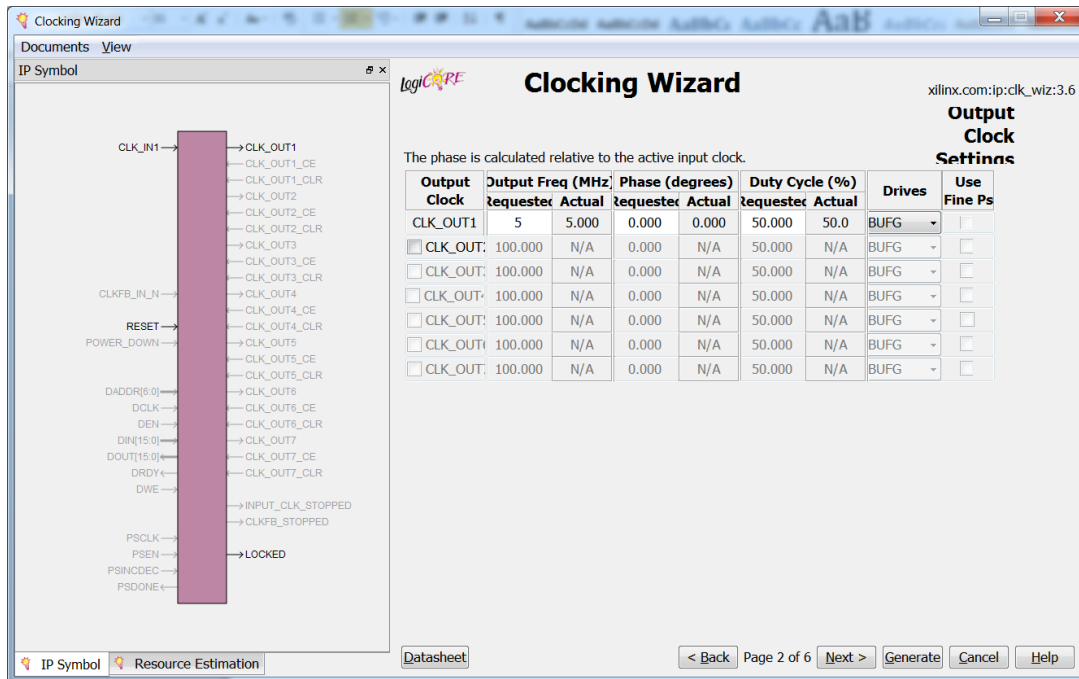 Clocking Wizard
Documents View
IP Symbol
CLK_IN1
CLKFB_IN_N
RESET
POWER_DOWN
DADDR[6:0]
DCLK
DEN
DIN[15:0]
DOUT[15:0]
DRDY
DWE
PSCLK
PSEN
PSINCDEC
PSDONE
CLK_OUT1
CLK_OUT1_CE
CLK_OUT1_CLR
CLK_OUT2
CLK_OUT2_CE
CLK_OUT2_CLR
CLK_OUT3
CLK_OUT3_CE
CLK_OUT3_CLR
CLK_OUT4
CLK_OUT4_CE
CLK_OUT4_CLR
CLK_OUT5
CLK_OUT5_CE
CLK_OUT5_CLR
CLK_OUT6
CLK_OUT6_CE
CLK_OUT6_CLR
CLK_OUT7
CLK_OUT7_CE
CLK_OUT7_CLR
INPUT_CLK_STOPPED
CLKFB_STOPPED
LOCKED
IP Symbol Resource Estimation
logiCORE
Clocking Wizard
xilinx.com:ip:clk_wiz:3.6
Output
Clock
Settings
The phase is calculated relative to the active input clock.
Output Clock Output Freq (MHz) Phase (degrees) Duty Cycle (%) Drives Use Fine Ps
Requested Actual Requested Actual Requested Actual
CLK_OUT1 5 5.000 0.000 0.000 50.000 50.0 BUFG
CLK_OUT2 100.000 N/A 0.000 N/A 50.000 N/A BUFG
CLK_OUT3 100.000 N/A 0.000 N/A 50.000 N/A BUFG
CLK_OUT4 100.000 N/A 0.000 N/A 50.000 N/A BUFG
CLK_OUT5 100.000 N/A 0.000 N/A 50.000 N/A BUFG
CLK_OUT6 100.000 N/A 0.000 N/A 50.000 N/A BUFG
CLK_OUT7 100.000 N/A 0.000 N/A 50.000 N/A BUFG
Datasheet < Back Page 2 of 6 Next > Generate Cancel Help